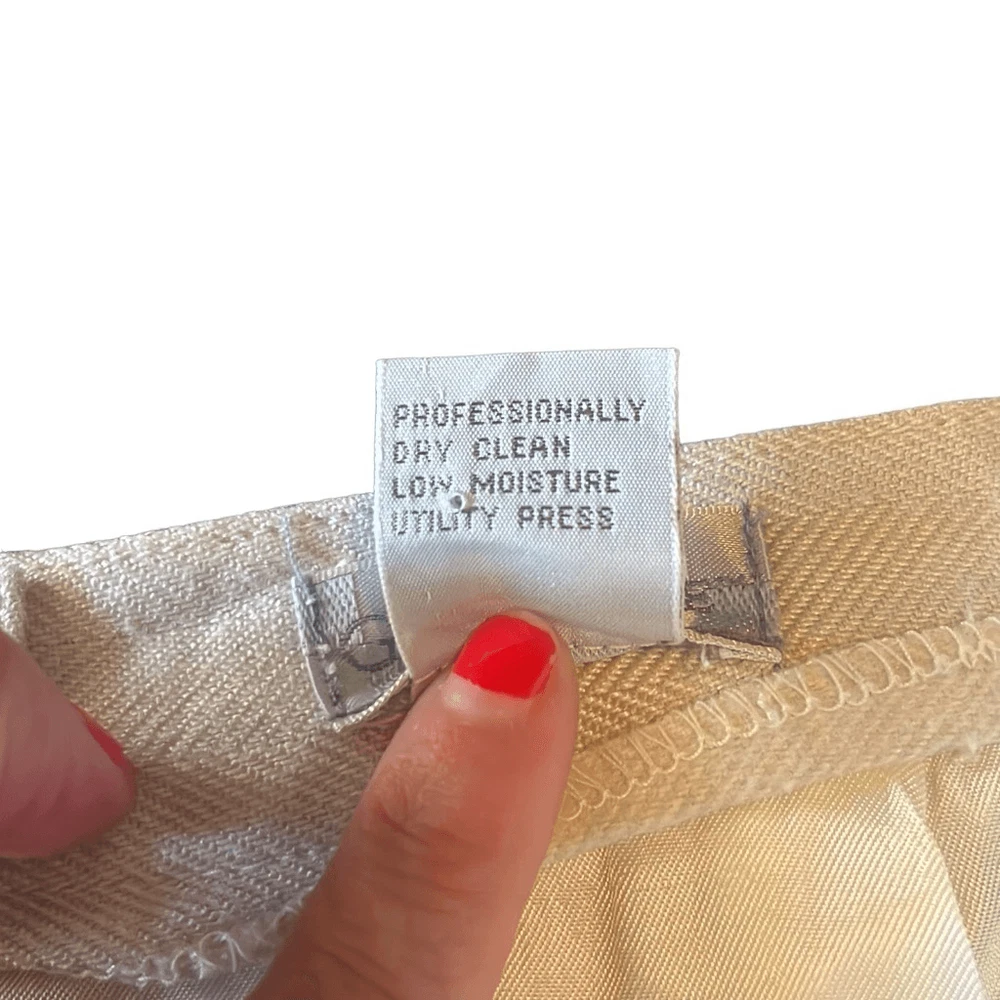 PROFESSIONALLY
DRY CLEAN
LOW MOISTURE
UTILITY PRESS